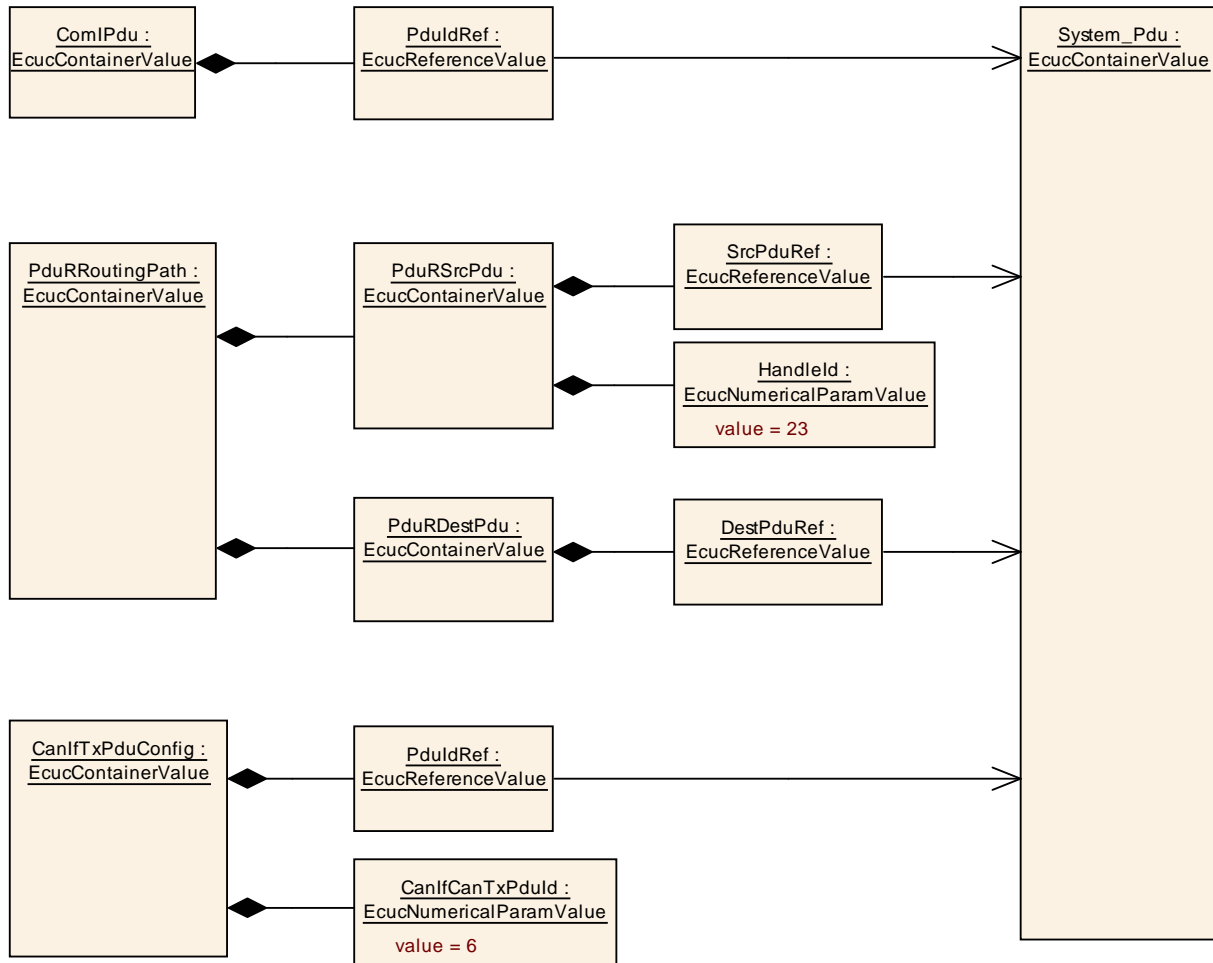 ComIPdu :
EcucContainerValue
PduIdRef :
EcucReferenceValue
System_Pdu :
EcucContainerValue
PduRRoutingPath :
EcucContainerValue
PduRSrcPdu :
EcucContainerValue
SrcPduRef :
EcucReferenceValue
HandleId :
EcucNumericalParamValue
value = 23
PduRDestPdu :
EcucContainerValue
DestPduRef :
EcucReferenceValue
CanIfTxPduConfig :
EcucContainerValue
PduIdRef :
EcucReferenceValue
CanIfCanTxPduId :
EcucNumericalParamValue
value = 6